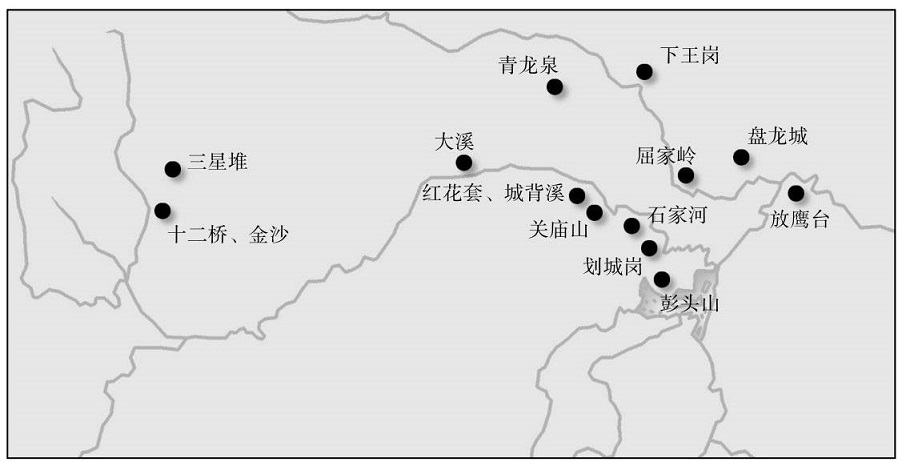 下王岗
青龙泉
盘龙城
大溪
屈家岭
三星堆
红花套、城背溪
石家河
放鹰台
关庙山
十二桥、金沙
划城岗
彭头山